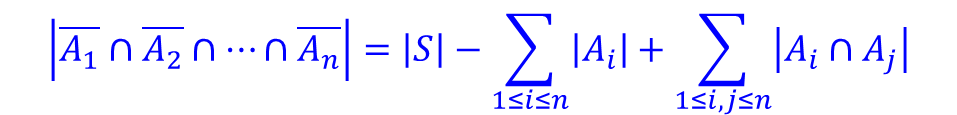 |A̅₁ ∩ A̅₂ ∩ ⋯ ∩ A̅ₙ| = |S| − ∑_{1≤i≤n} |Aᵢ| + ∑_{1≤i,j≤n} |Aᵢ ∩ Aⱼ|